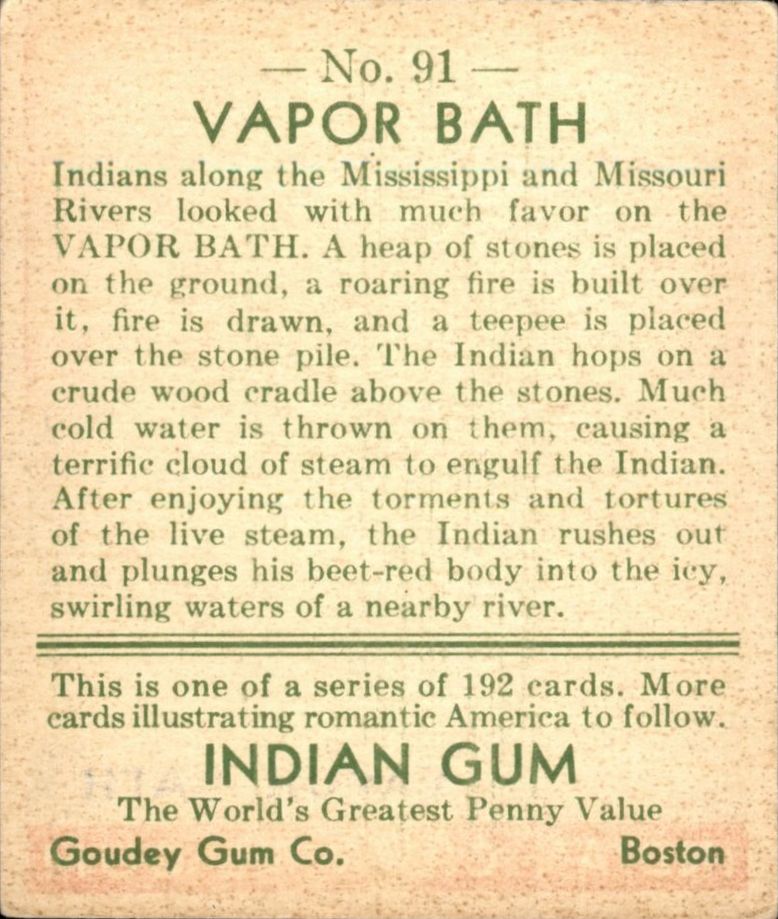 — No. 91 —
VAPOR BATH
Indians along the Mississippi and Missouri
Rivers looked with much favor on the
VAPOR BATH. A heap of stones is placed
on the ground, a roaring fire is built over
it, fire is drawn, and a teepee is placed
over the stone pile. The Indian hops on a
crude wood cradle above the stones. Much
cold water is thrown on them, causing a
terrific cloud of steam to engulf the Indian.
After enjoying the torments and tortures
of the live steam, the Indian rushes out
and plunges his beet-red body into the icy,
swirling waters of a nearby river.
This is one of a series of 192 cards. More
cards illustrating romantic America to follow.
INDIAN GUM
The World's Greatest Penny Value
Goudey Gum Co. Boston